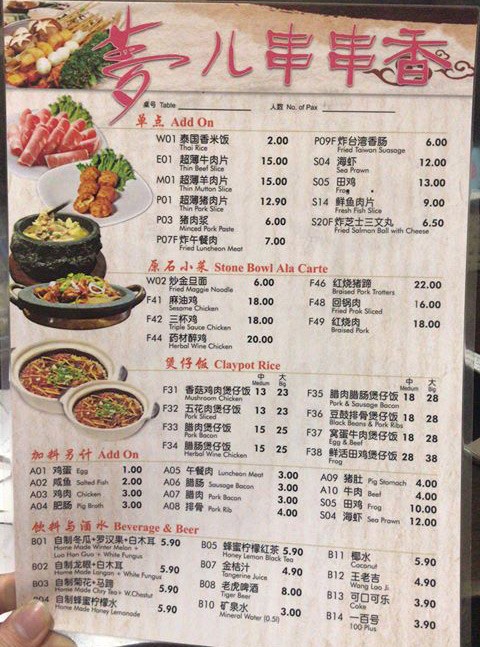 梦儿串串香
桌号 Table 人数 No. of Pax
单点 Add On
W01 泰国香米饭 2.00
Thai Rice
E01 超薄牛肉片 15.00
Thin Beef Slice
M01 超薄羊肉片 15.00
Thin Mutton Slice
P01 超薄猪肉片 12.90
Thin Pork Slice
P03 猪肉浆 6.00
Minced Pork Paste
P07F 炸午餐肉 7.00
Fried Luncheon Meat
P09F 炸台湾香肠 6.00
Fried Taiwan Suasage
S04 海虾 12.00
Sea Prawn
S05 田鸡 13.00
Frog
S14 鲜鱼肉片 9.00
Fresh Fish Slice
S20F 炸芝士三文丸 6.50
Fried Salmon Ball with Cheese
原石小菜 Stone Bowl Ala Carte
W02 炒金旦面 6.00
Fried Maggie Noodle
F41 麻油鸡 18.00
Sesame Chicken
F42 三杯鸡 18.00
Triple Sauce Chicken
F44 药材醉鸡 20.00
Herbal Wine Chicken
F46 红烧猪蹄 22.00
Braised Pork Trotters
F48 回锅肉 16.00
Fried Prok Sliced
F49 红烧肉 18.00
Braised Pork
煲仔饭 Claypot Rice
中 Medium 大 Big
F31 香菇鸡肉煲仔饭 13 23
Mushroom Chicken
F32 五花肉煲仔饭 13 23
Pork Sliced
F33 腊肉煲仔饭 15 25
Pork Bacon
F34 腊肠煲仔饭 15 25
Herbal Wine Chicken
中 Medium 大 Big
F35 腊肉腊肠煲仔饭 18 28
Pork & Sausage Bacon
F36 豆鼓排骨煲仔饭 18 28
Black Beans & Pork Ribs
F37 窝蛋牛肉煲仔饭 18 28
Egg & Beef
F38 鲜活田鸡煲仔饭 28 38
Frog
加料另计 Add On
A01 鸡蛋 Egg 1.00
A02 咸鱼 Salted Fish 2.00
A03 鸡肉 Chicken 3.00
A04 肥肠 Prig Broth 3.00
A05 午餐肉 Luncheon Meat 3.00
A06 腊肠 Sausage Bacon 3.00
A07 腊肉 Pork Bacon 3.00
A08 排骨 Pork Rib 4.00
A09 猪肚 Pig Stomach 4.00
A10 牛肉 Beef 4.00
S05 田鸡 Frog 10.00
S04 海虾 Sea Prawn 12.00
饮料与酒水 Beverage & Beer
B01 自制冬瓜+罗汉果+白木耳 5.90
Home Made Winter Melon +
Luo Han Guo + White Fungus
B02 自制龙眼+白木耳 5.90
Home Made Longan + White Fungus
B03 自制菊花+马蹄 5.90
Home Made Chry Tea+ W.Chestut
B04 自制蜂蜜柠檬水 5.90
Home Made Honey Lemonade
B05 蜂蜜柠檬红茶 5.90
Honey Lemon Black Tea
B07 金桔汁 4.90
Tangerine Juice
B08 老虎啤酒 8.00
Tiger Beer
B10 矿泉水 3.00
Mineral Water (0.5l)
B11 椰水 5.90
Coconut
B12 王老吉 4.90
Wang Lao Ji
B13 可口可乐 3.90
Coke
B14 一百号 3.90
100 Plus